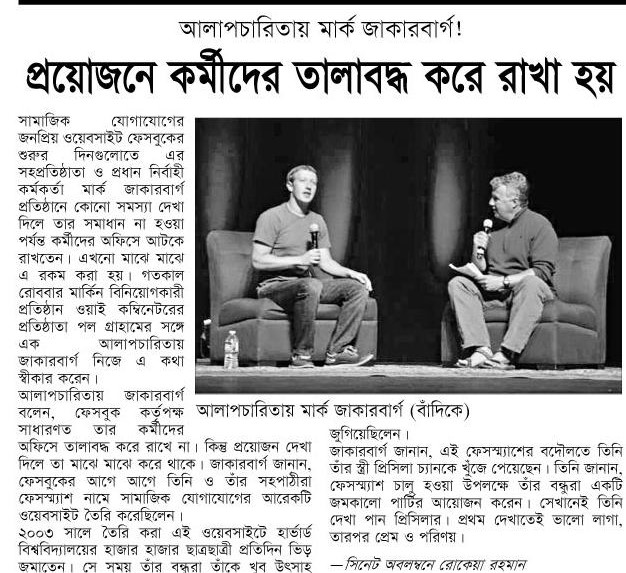 আলাপচারিতায় মার্ক জাকারবার্গ!
প্রয়োজনে কর্মীদের তালাবদ্ধ করে রাখা হয়
সামাজিক যোগাযোগের
জনপ্রিয় ওয়েবসাইট ফেসবুকের
শুরুর দিনগুলোতে এর
সহপ্রতিষ্ঠাতা ও প্রধান নির্বাহী
কর্মকর্তা মার্ক জাকারবার্গ
প্রতিষ্ঠানে কোনো সমস্যা দেখা
দিলে তার সমাধান না হওয়া
পর্যন্ত কর্মীদের অফিসে আটকে
রাখতেন। এখনো মাঝে মাঝে
এ রকম করা হয়। গতকাল
রোববার মার্কিন বিনিয়োগকারী
প্রতিষ্ঠান ওয়াই কম্বিনেটরের
প্রতিষ্ঠাতা পল গ্রাহামের সঙ্গে
এক আলাপচারিতায়
জাকারবার্গ নিজে এ কথা
স্বীকার করেন।
আলাপচারিতায় জাকারবার্গ
বলেন, ফেসবুক কর্তৃপক্ষ
সাধারণত তার কর্মীদের
অফিসে তালাবদ্ধ করে রাখে না। কিন্তু প্রয়োজন দেখা
দিলে তা মাঝে মাঝে করে থাকে। জাকারবার্গ জানান,
ফেসবুকের আগে আগে তিনি ও তাঁর সহপাঠীরা
ফেসস্ম্যাশ নামে সামাজিক যোগাযোগের আরেকটি
ওয়েবসাইট তৈরি করেছিলেন।
২০০৩ সালে তৈরি করা এই ওয়েবসাইটে হার্ভার্ড
বিশ্ববিদ্যালয়ের হাজার হাজার ছাত্রছাত্রী প্রতিদিন ভিড়
জমাতেন। সে সময় তাঁর বন্ধুরা তাঁকে খুব উৎসাহ
আলাপচারিতায় মার্ক জাকারবার্গ (বাঁদিকে)
জুগিয়েছিলেন।
জাকারবার্গ জানান, এই ফেসস্ম্যাশের বদৌলতে তিনি
তাঁর স্ত্রী প্রিসিলা চ্যানকে খুঁজে পেয়েছেন। তিনি জানান,
ফেসস্ম্যাশ চালু হওয়া উপলক্ষে তাঁর বন্ধুরা একটি
জমকালো পার্টির আয়োজন করেন। সেখানেই তিনি
দেখা পান প্রিসিলার। প্রথম দেখাতেই ভালো লাগা,
তারপর প্রেম ও পরিণয়।
—সিনেট অবলম্বনে রোকেয়া রহমান